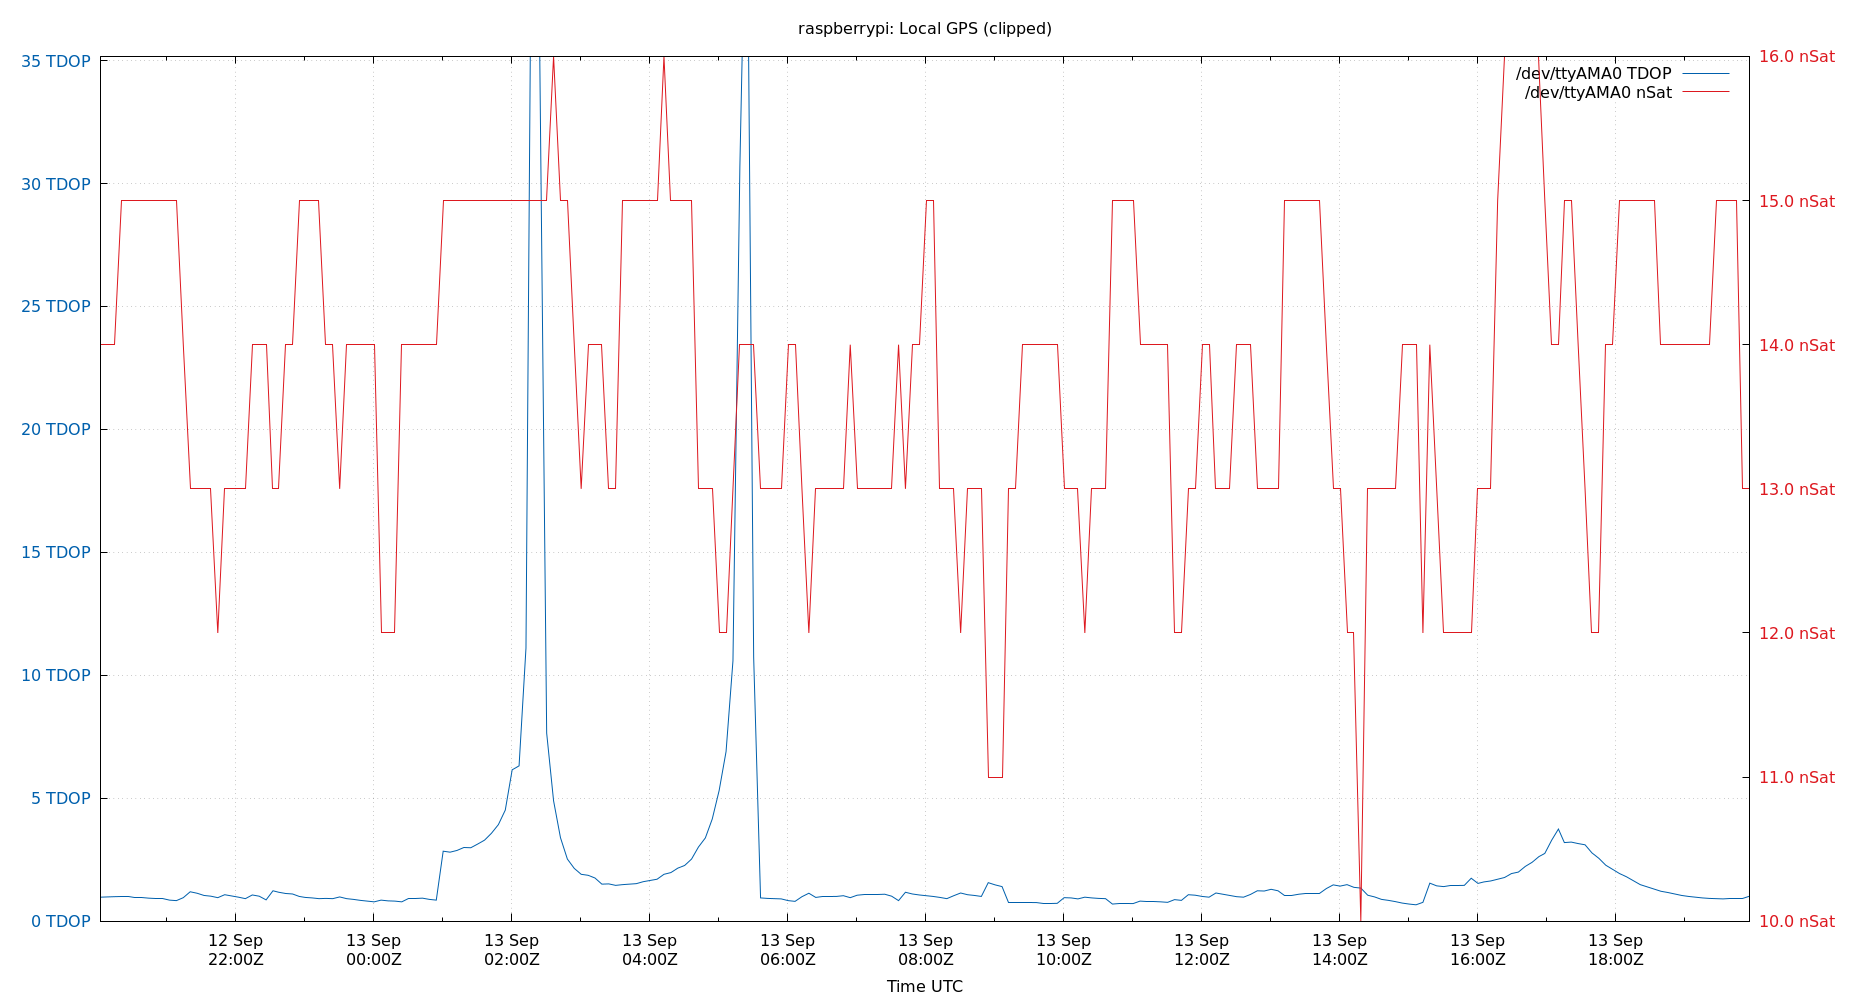 raspberrypi: Local GPS (clipped)
35 TDOP
30 TDOP
25 TDOP
20 TDOP
15 TDOP
10 TDOP
5 TDOP
0 TDOP
/dev/ttyAMA0 TDOP
/dev/ttyAMA0 nSat
16.0 nSat
15.0 nSat
14.0 nSat
13.0 nSat
12.0 nSat
11.0 nSat
10.0 nSat
12 Sep
22:00Z
13 Sep
00:00Z
13 Sep
02:00Z
13 Sep
04:00Z
13 Sep
06:00Z
13 Sep
08:00Z
13 Sep
10:00Z
13 Sep
12:00Z
13 Sep
14:00Z
13 Sep
16:00Z
13 Sep
18:00Z
Time UTC